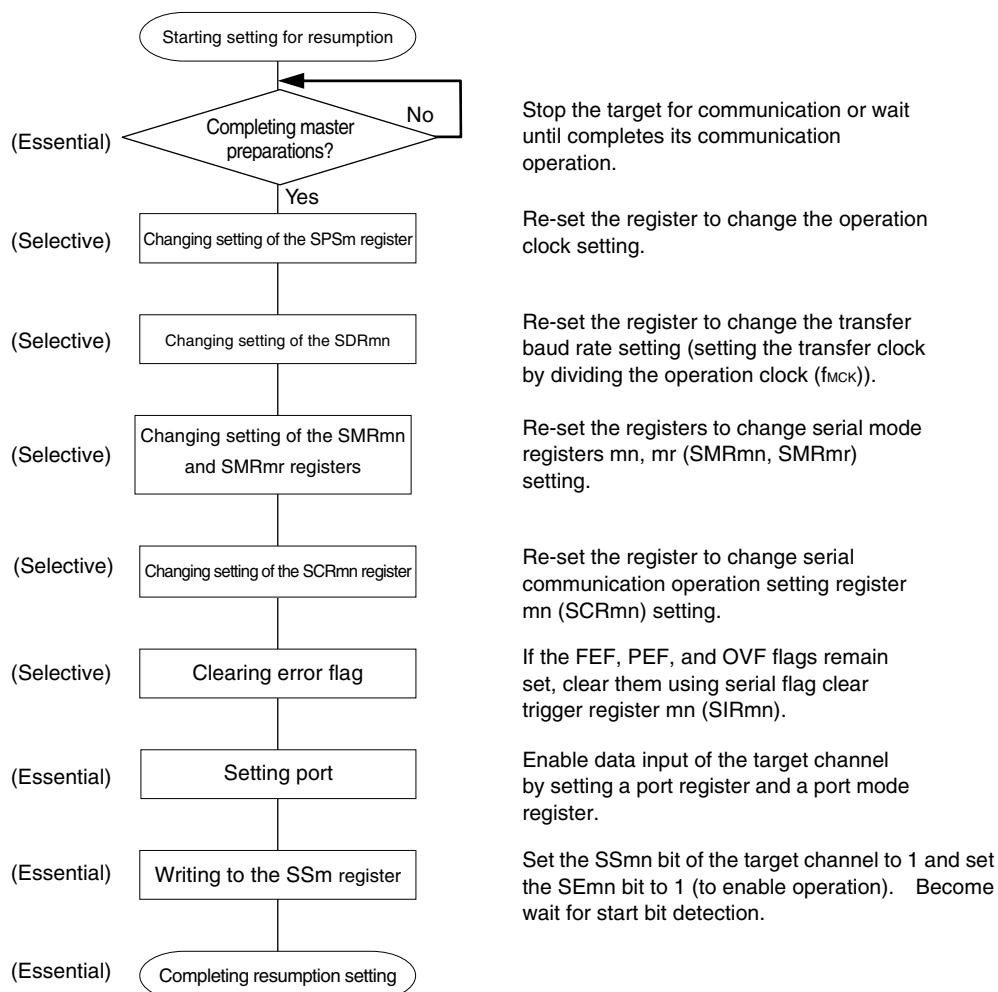 Starting setting for resumption
(Essential)
Completing master
preparations?
No
Stop the target for communication or wait
until completes its communication
operation.
Yes
(Selective)
Changing setting of the SPSm register
Re-set the register to change the operation
clock setting.
(Selective)
Changing setting of the SDRmn
Re-set the register to change the transfer
baud rate setting (setting the transfer clock
by dividing the operation clock (fMCK)).
(Selective)
Changing setting of the SMRmn
and SMRmr registers
Re-set the registers to change serial mode
registers mn, mr (SMRmn, SMRmr)
setting.
(Selective)
Changing setting of the SCRmn register
Re-set the register to change serial
communication operation setting register
mn (SCRmn) setting.
(Selective)
Clearing error flag
If the FEF, PEF, and OVF flags remain
set, clear them using serial flag clear
trigger register mn (SIRmn).
(Essential)
Setting port
Enable data input of the target channel
by setting a port register and a port mode
register.
(Essential)
Writing to the SSm register
Set the SSmn bit of the target channel to 1 and set
the SEmn bit to 1 (to enable operation). Become
wait for start bit detection.
(Essential)
Completing resumption setting